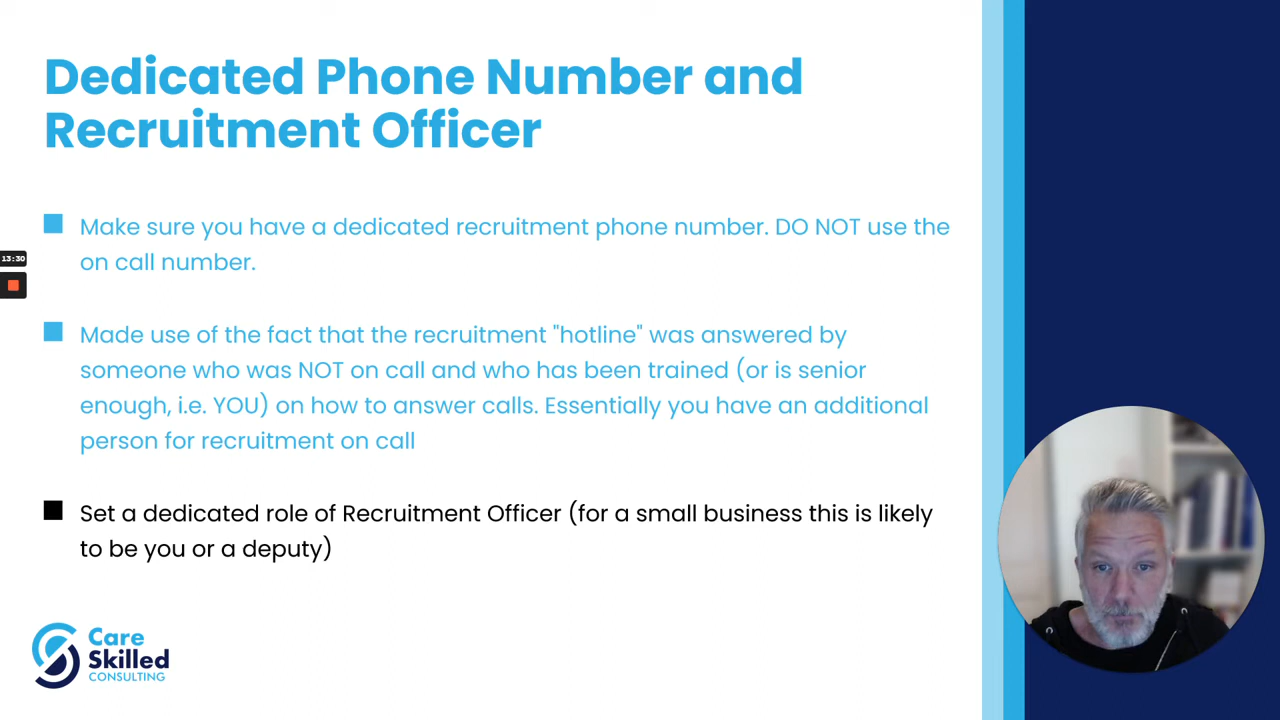 Dedicated Phone Number and
Recruitment Officer
Make sure you have a dedicated recruitment phone number. DO NOT use the
on call number.
13:30
Made use of the fact that the recruitment "hotline" was answered by
someone who was NOT on call and who has been trained (or is senior
enough, i.e. YOU) on how to answer calls. Essentially you have an additional
person for recruitment on call
Set a dedicated role of Recruitment Officer (for a small business this is likely
to be you or a deputy)
Care
Skilled
CONSULTING